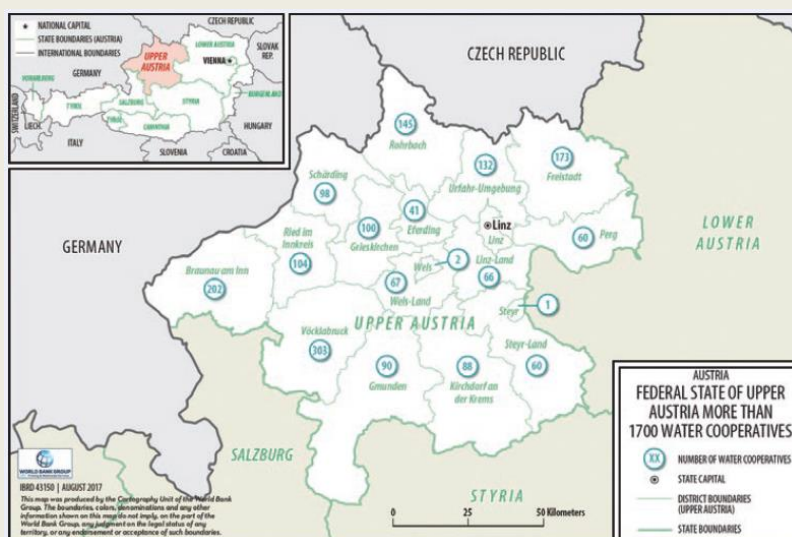 NATIONAL CAPITAL
STATE BOUNDARIES (AUSTRIA)
INTERNATIONAL BOUNDARIES
CZECH REPUBLIC
LOWER AUSTRIA
UPPER
AUSTRIA
VIENNA
SLOVAK
REP.
GERMANY
VORARLBERG
SWITZERLAND
LIECH.
TYROL
SALZBURG
STYRIA
BURGENLAND
TYROL
CARINTHIA
HUNGARY
ITALY
SLOVENIA
CROATIA
CZECH REPUBLIC
145
Rohrbach
132
Urfahr-Umgebung
173
Freistadt
Schärding
98
41
Eferding
Linz
Linz
100
Grieskirchen
Ried im
Innkreis
104
60
Perg
LOWER
AUSTRIA
GERMANY
Braunau am Inn
202
Wels
2
Linz-Land
66
67
Wels-Land
Steyr
1
UPPER AUSTRIA
Vöcklabruck
303
90
Gmunden
88
Kirchdorf an
der Krems
Steyr-Land
60
SALZBURG
STYRIA
WORLD BANK GROUP
IBRD 43150 | AUGUST 2017
This map was produced by the Cartography Unit of the World Bank
Group. The boundaries, colors, denominations and any other
information shown on this map do not imply, on the part of the
World Bank Group, any judgment on the legal status of any
territory, or any endorsement or acceptance of such boundaries.
0 25 50 Kilometers
AUSTRIA
FEDERAL STATE OF UPPER
AUSTRIA MORE THAN
1700 WATER COOPERATIVES
XX NUMBER OF WATER COOPERATIVES
STATE CAPITAL
DISTRICT BOUNDARIES
(UPPER AUSTRIA)
STATE BOUNDARIES